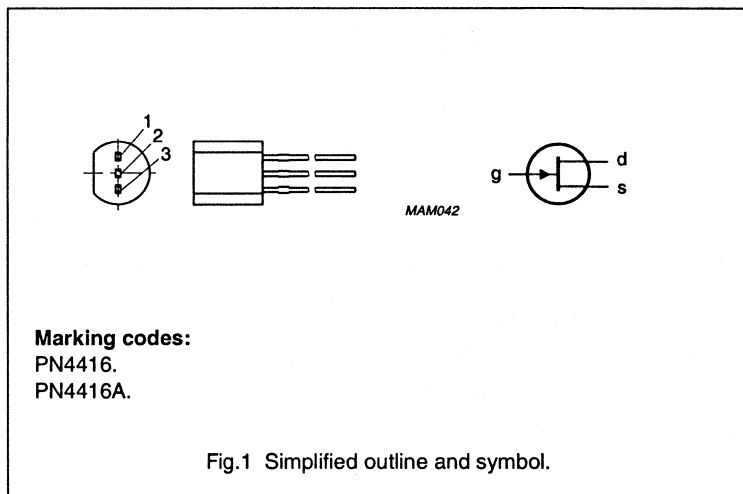 1
2
3
g
d
s
MAM042
Marking codes:
PN4416.
PN4416A.
Fig.1 Simplified outline and symbol.